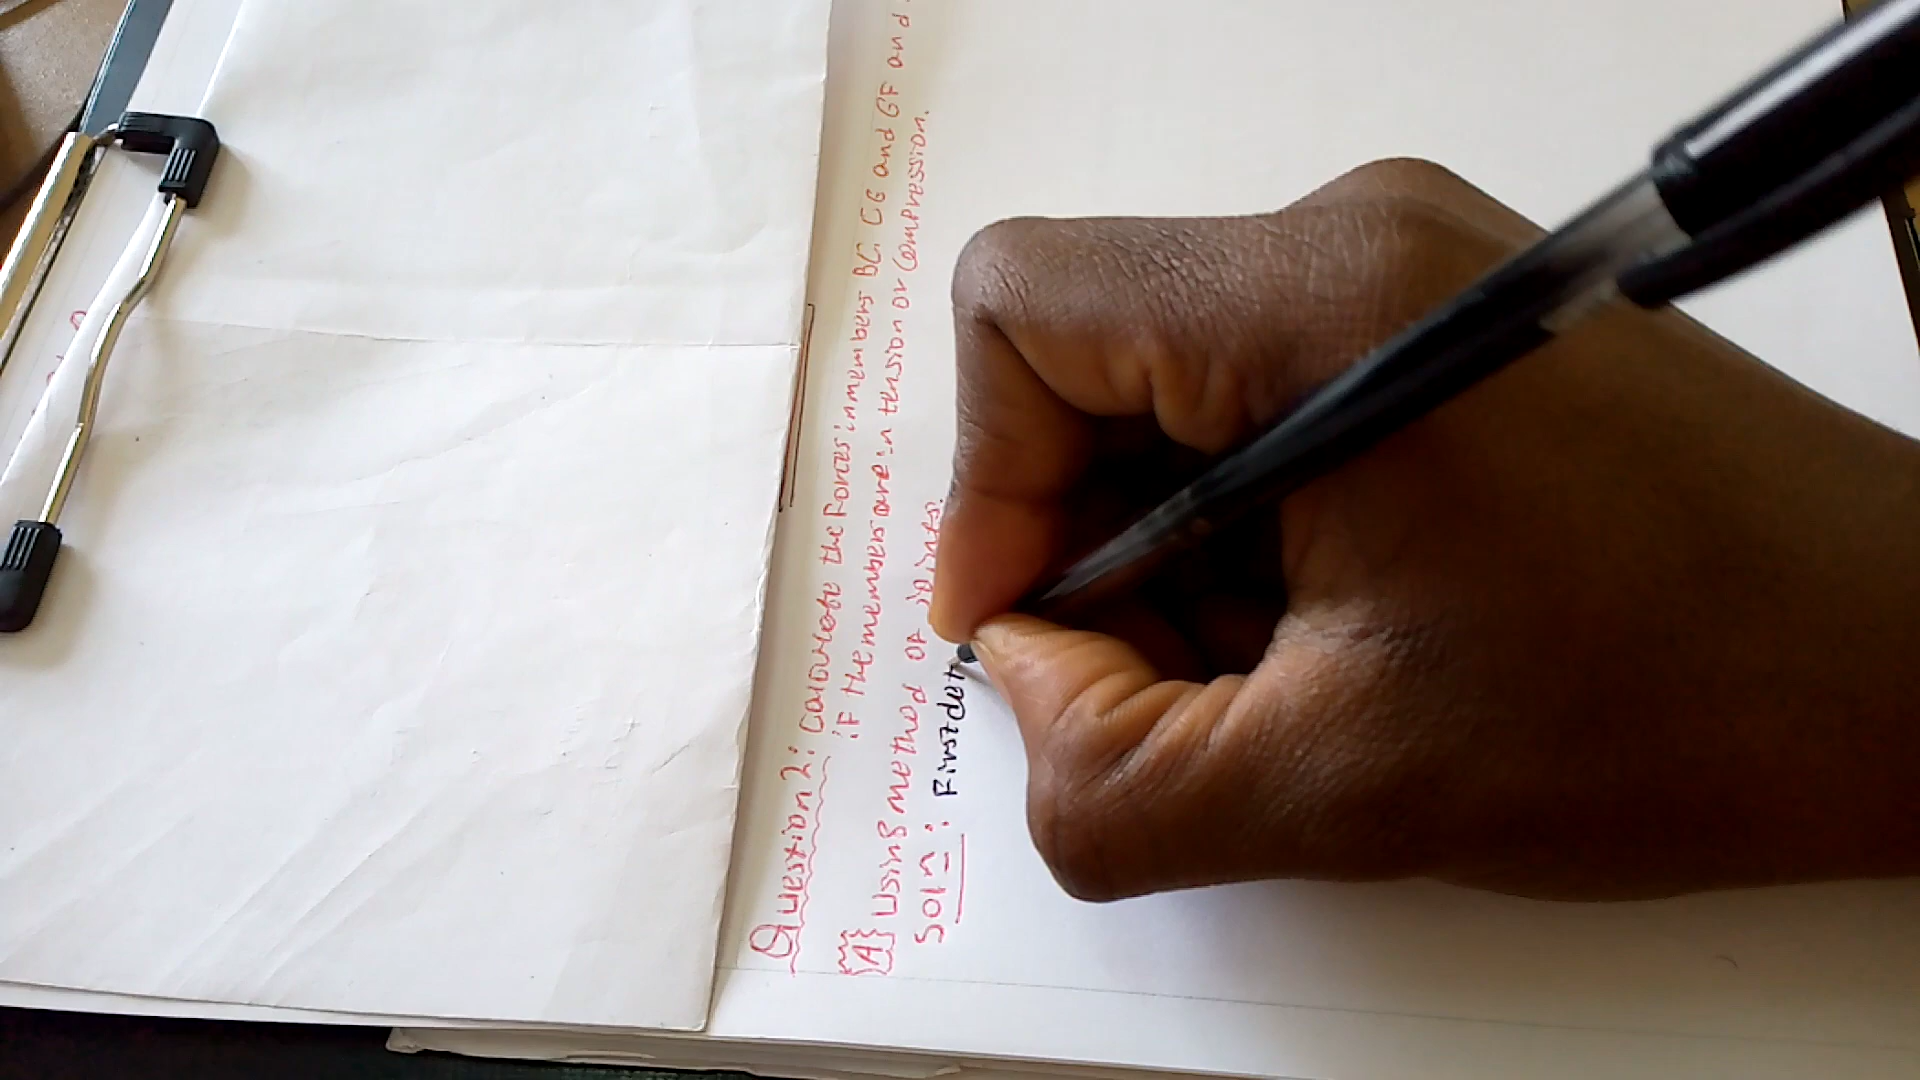 Question 2: Calculate the Forces in members BC, CG and GF and
if the members are in tension or Compression.
[A] Using method of joints.
Soln: First det